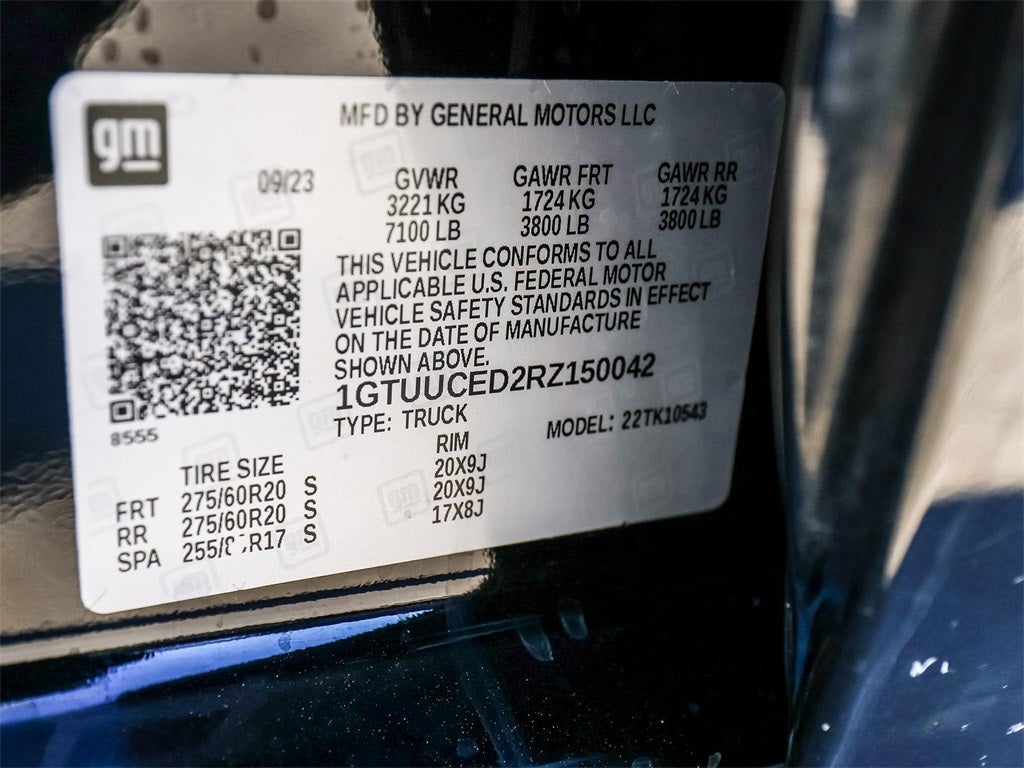 gm
MFD BY GENERAL MOTORS LLC
09/23 GVWR GAWR FRT GAWR RR
3221 KG 1724 KG 1724 KG
7100 LB 3800 LB 3800 LB
THIS VEHICLE CONFORMS TO ALL
APPLICABLE U.S. FEDERAL MOTOR
VEHICLE SAFETY STANDARDS IN EFFECT
ON THE DATE OF MANUFACTURE
SHOWN ABOVE.
1GTUUCED2RZ150042
8555
TYPE: TRUCK MODEL: 22TK10543
TIRE SIZE RIM
FRT 275/60R20 S 20X9J
RR 275/60R20 S 20X9J
SPA S 17X8J